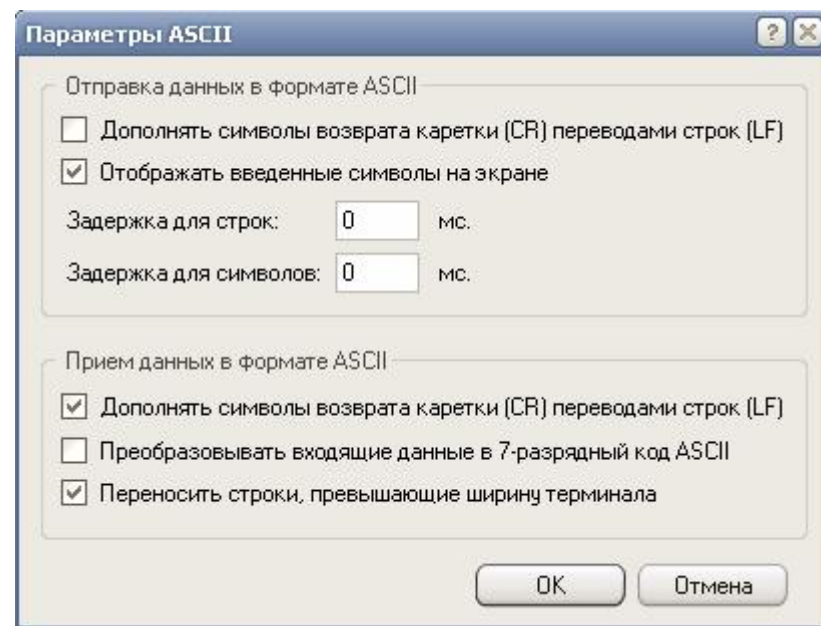 Параметры ASCII
Отправка данных в формате ASCII
Дополнять символы возврата каретки (CR) переводами строк (LF)
Отображать введенные символы на экране
Задержка для строк: 0 мс.
Задержка для символов: 0 мс.
Прием данных в формате ASCII
Дополнять символы возврата каретки (CR) переводами строк (LF)
Преобразовывать входящие данные в 7-разрядный код ASCII
Переносить строки, превышающие ширину терминала
OK Отмена